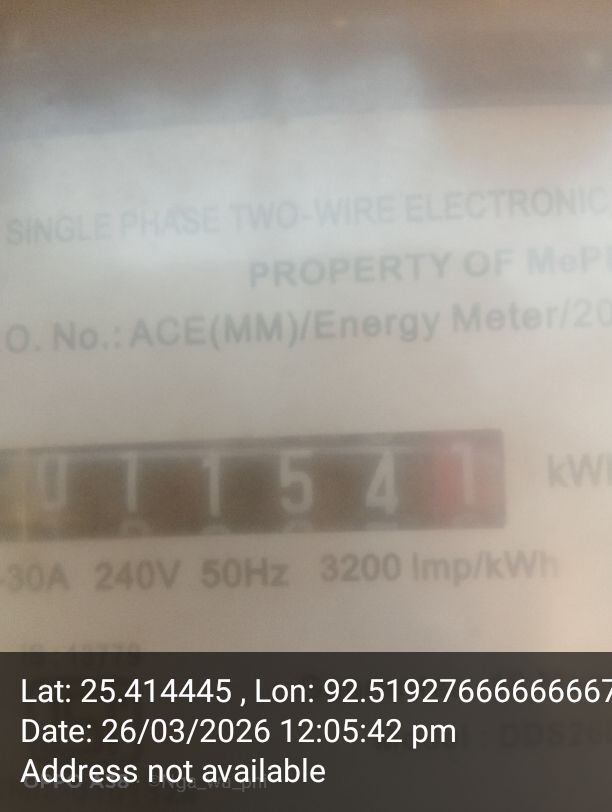 SINGLE PHASE TWO-WIRE ELECTRONIC
PROPERTY OF MePD
O. No.: ACE(MM)/Energy Meter/20
0 1 1 5 4 1 kWh
-30A 240V 50Hz 3200 Imp/kWh
Lat: 25.414445 , Lon: 92.51927666666667
Date: 26/03/2026 12:05:42 pm
Address not available